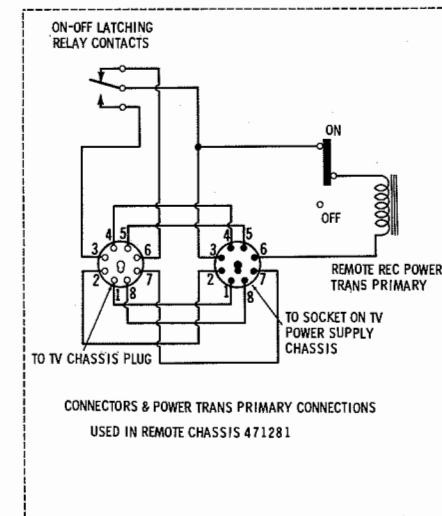 ON-OFF LATCHING
RELAY CONTACTS
ON
OFF
4 5
3 6
2 7
1 8
4 5
3 6
2 7
1 8
REMOTE REC POWER
TRANS PRIMARY
TO TV CHASSIS PLUG
TO SOCKET ON TV
POWER SUPPLY
CHASSIS
CONNECTORS & POWER TRANS PRIMARY CONNECTIONS
USED IN REMOTE CHASSIS 471281